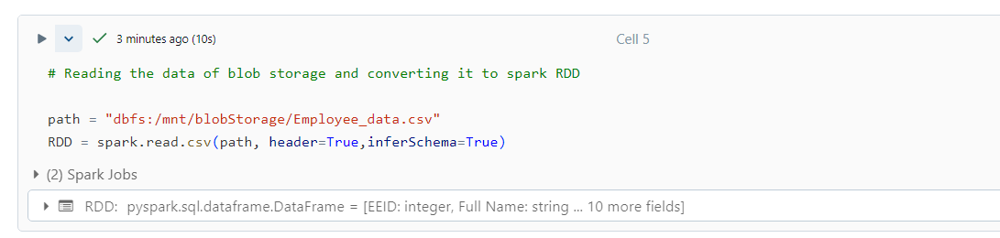 3 minutes ago (10s)
Cell 5
# Reading the data of blob storage and converting it to spark RDD
path = "dbfs:/mnt/blobStorage/Employee_data.csv"
RDD = spark.read.csv(path, header=True,inferSchema=True)
(2) Spark Jobs
RDD: pyspark.sql.dataframe.DataFrame = [EEID: integer, Full Name: string ... 10 more fields]